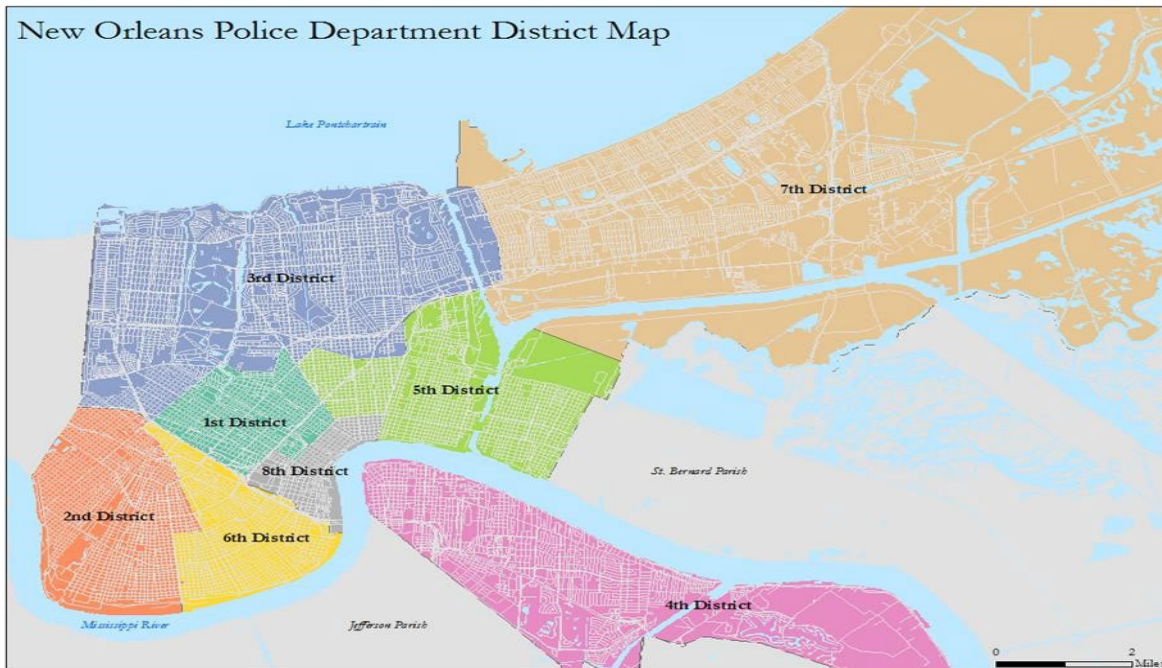 New Orleans Police Department District Map
Lake Pontchartrain
7th District
3rd District
5th District
1st District
8th District
St. Bernard Parish
2nd District
6th District
4th District
Mississippi River
Jefferson Parish
0 2
Mile